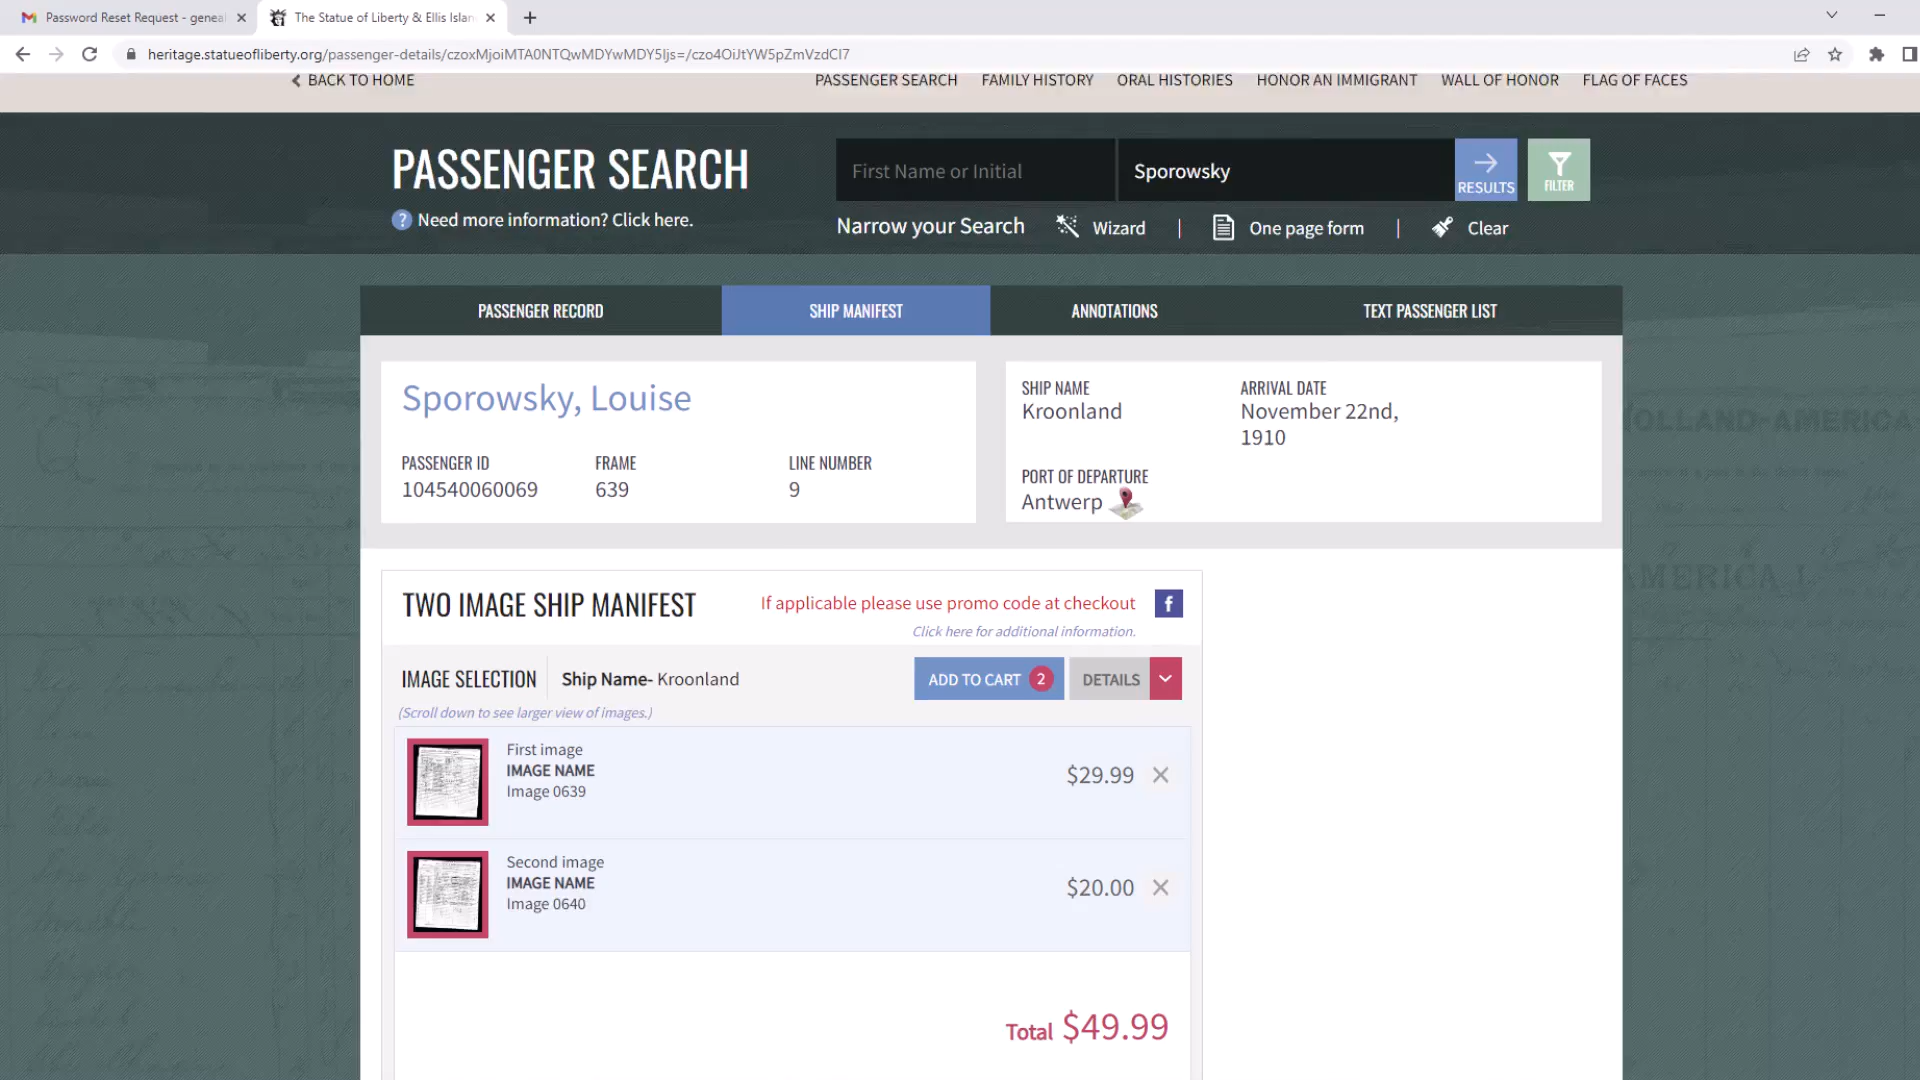 Password Reset Request - genea
The Statue of Liberty & Ellis Islan
heritage.statueofliberty.org/passenger-details/czoxMjoiMTA0NTQwMDYwMDY5Ijs=/czo4OiJtYW5pZmVzdCI7
BACK TO HOME
PASSENGER SEARCH FAMILY HISTORY ORAL HISTORIES HONOR AN IMMIGRANT WALL OF HONOR FLAG OF FACES
PASSENGER SEARCH
First Name or Initial
Sporowsky
RESULTS
FILTER
? Need more information? Click here.
Narrow your Search Wizard | One page form | Clear
PASSENGER RECORD SHIP MANIFEST ANNOTATIONS TEXT PASSENGER LIST
Sporowsky, Louise
PASSENGER ID FRAME LINE NUMBER
104540060069 639 9
SHIP NAME ARRIVAL DATE
Kroonland November 22nd,
1910
PORT OF DEPARTURE
Antwerp
HOLLAND-AMERICA
AMERICA L
TWO IMAGE SHIP MANIFEST
If applicable please use promo code at checkout
f
Click here for additional information.
IMAGE SELECTION Ship Name- Kroonland
ADD TO CART 2 DETAILS
(Scroll down to see larger view of images.)
First image
IMAGE NAME
Image 0639
$29.99
Second image
IMAGE NAME
Image 0640
$20.00
Total $49.99